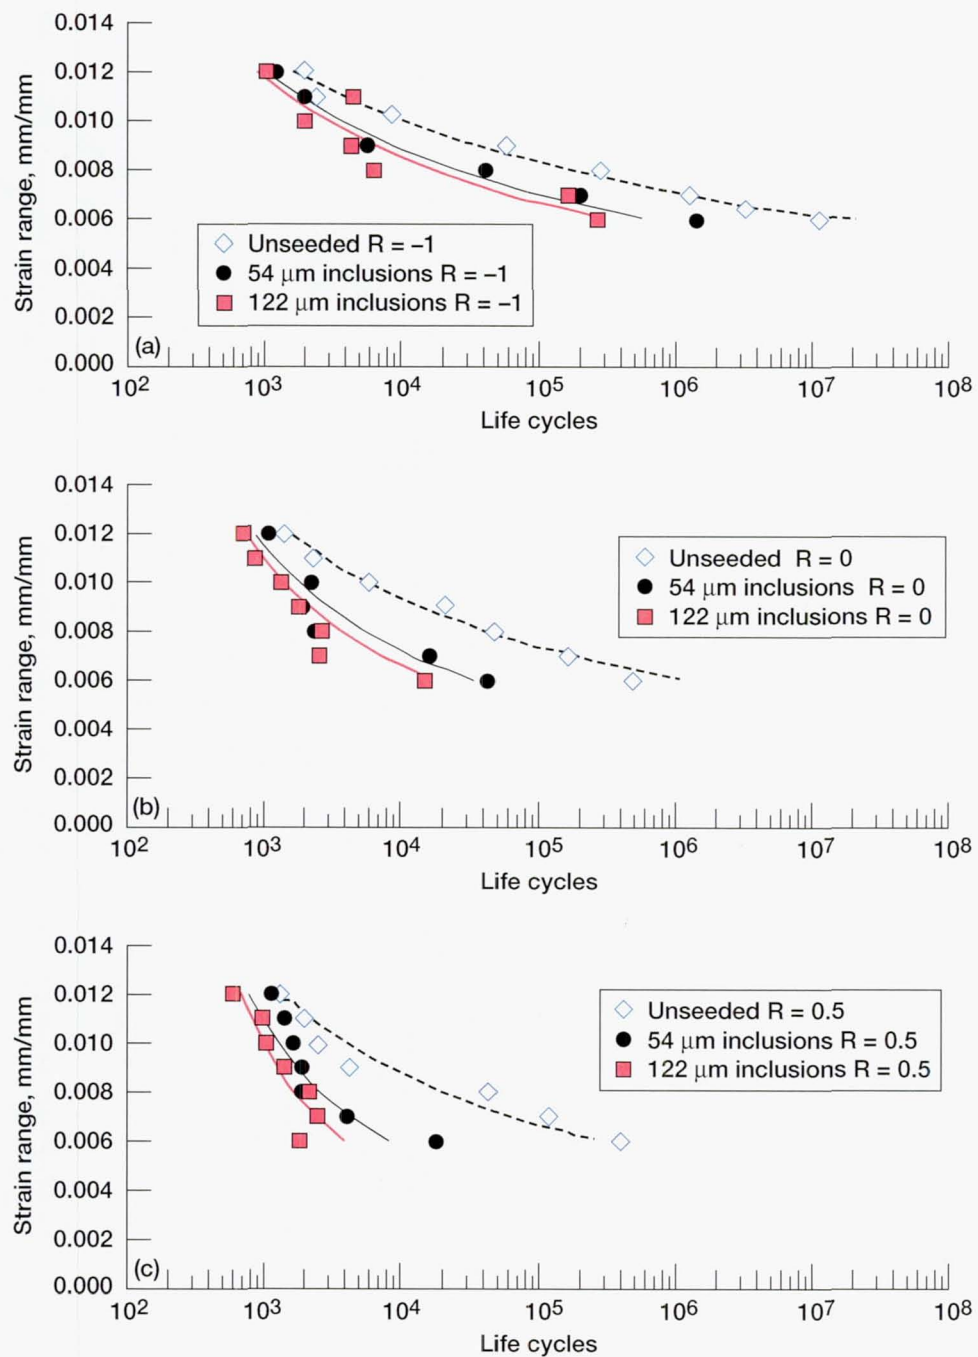 0.014
0.012
0.010
0.008
0.006
0.004
0.002
0.000
Strain range, mm/mm
Unseeded R = –1
54 µm inclusions R = –1
122 µm inclusions R = –1
(a)
10² 10³ 10⁴ 10⁵ 10⁶ 10⁷ 10⁸
Life cycles
0.014
0.012
0.010
0.008
0.006
0.004
0.002
0.000
Strain range, mm/mm
Unseeded R = 0
54 µm inclusions R = 0
122 µm inclusions R = 0
(b)
10² 10³ 10⁴ 10⁵ 10⁶ 10⁷ 10⁸
Life cycles
0.014
0.012
0.010
0.008
0.006
0.004
0.002
0.000
Strain range, mm/mm
Unseeded R = 0.5
54 µm inclusions R = 0.5
122 µm inclusions R = 0.5
(c)
10² 10³ 10⁴ 10⁵ 10⁶ 10⁷ 10⁸
Life cycles